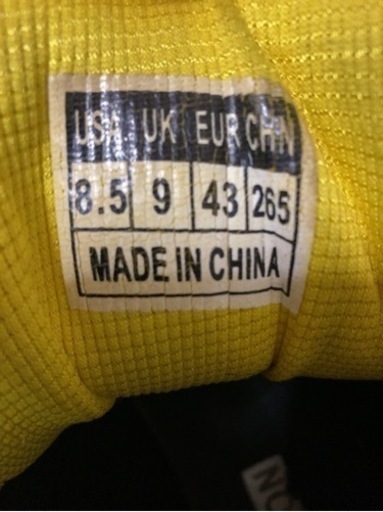 USA UK EUR CHN
8.5 9 43 265
MADE IN CHINA